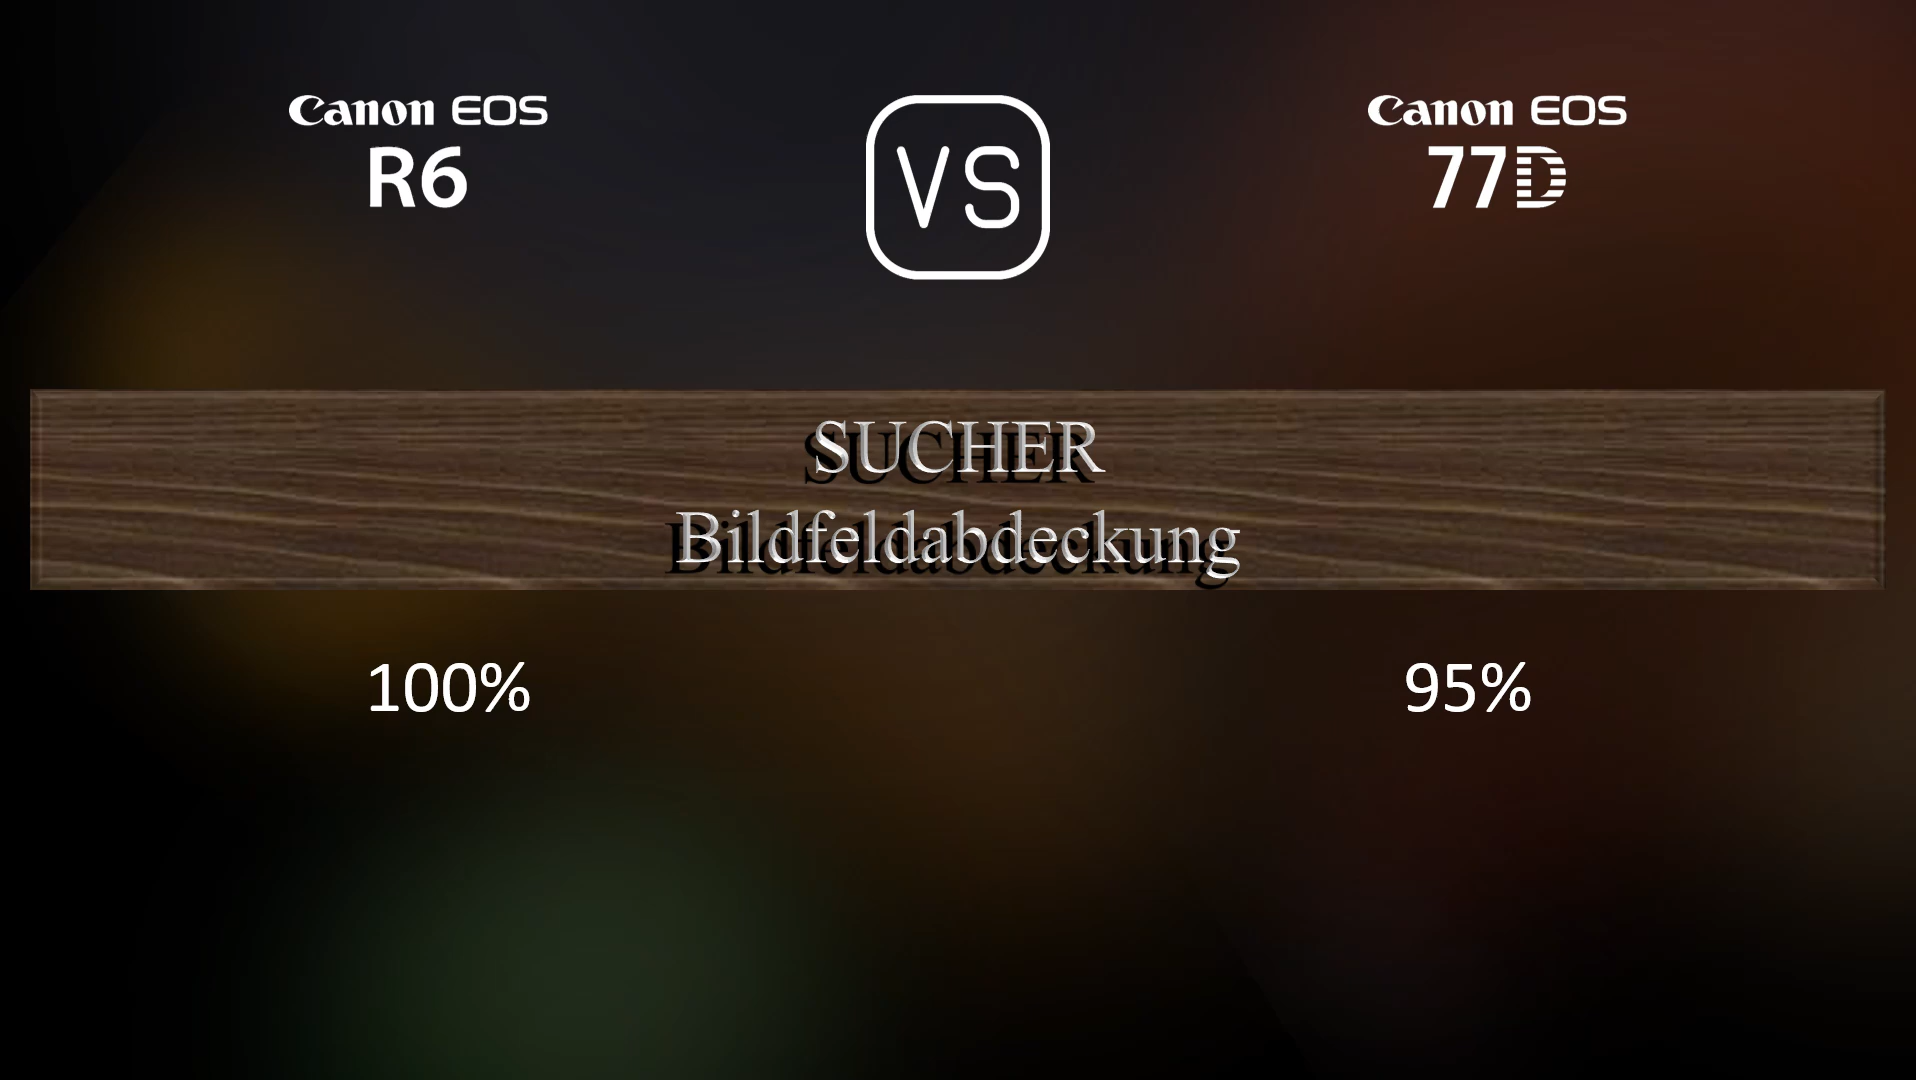 Canon EOS
R6
VS
Canon EOS
77D
SUCHER
Bildfeldabdeckung
100%
95%